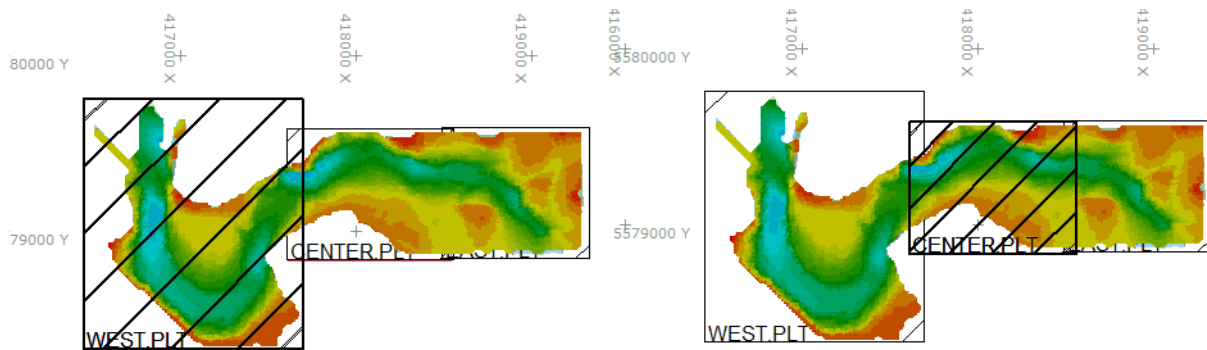 417000 X
418000 X
419000 X
416000 X
417000 X
418000 X
419000 X
80000 Y
5580000 Y
79000 Y
5579000 Y
CENTER.PLT
WEST.PLT
CENTER.PLT
WEST.PLT